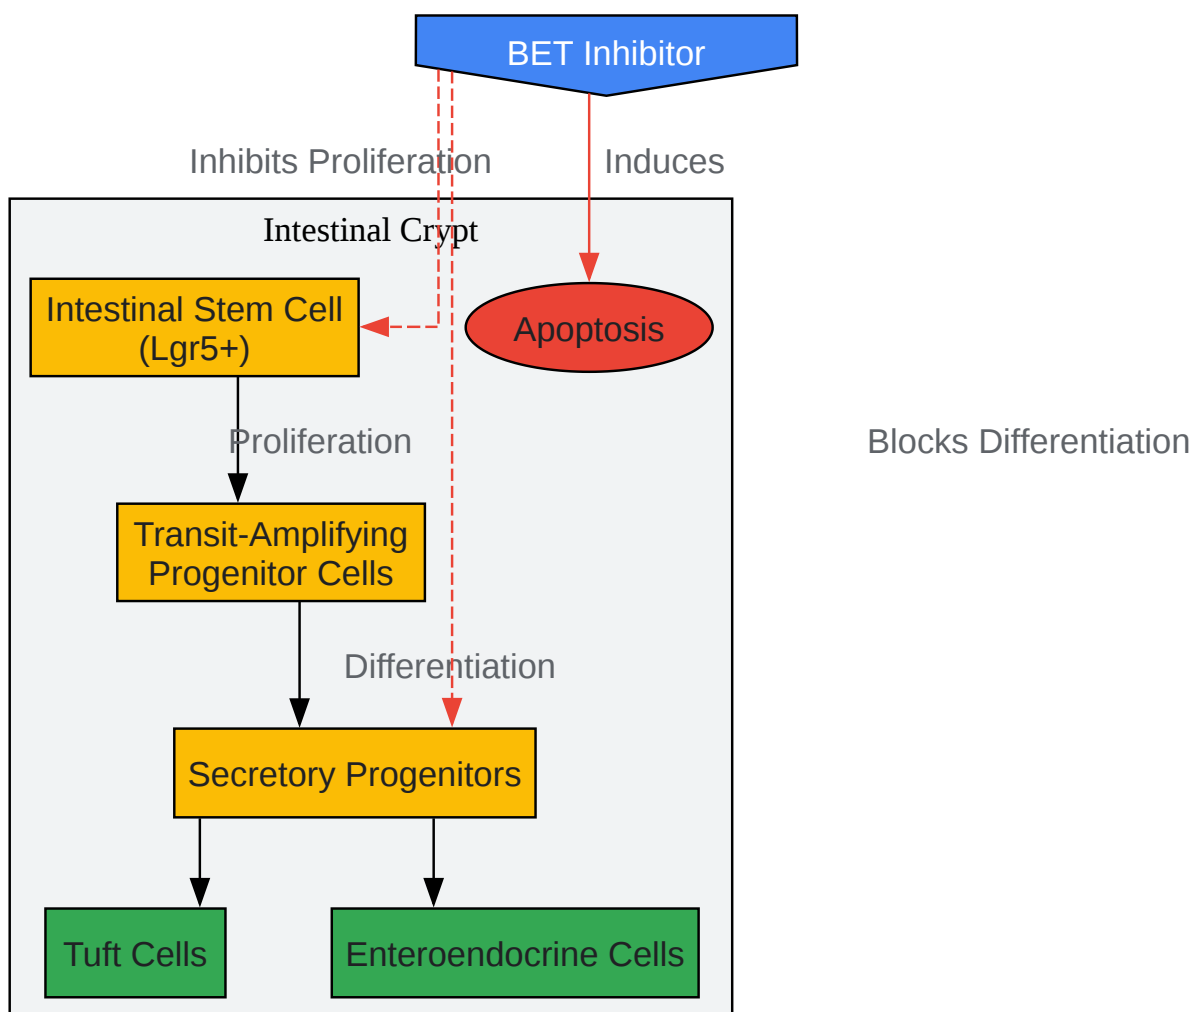 BET Inhibitor
Inhibits Proliferation
Induces
Intestinal Crypt
Intestinal Stem Cell
(Lgr5+)
Apoptosis
Proliferation
Blocks Differentiation
Transit-Amplifying
Progenitor Cells
Differentiation
Secretory Progenitors
Tuft Cells
Enteroendocrine Cells